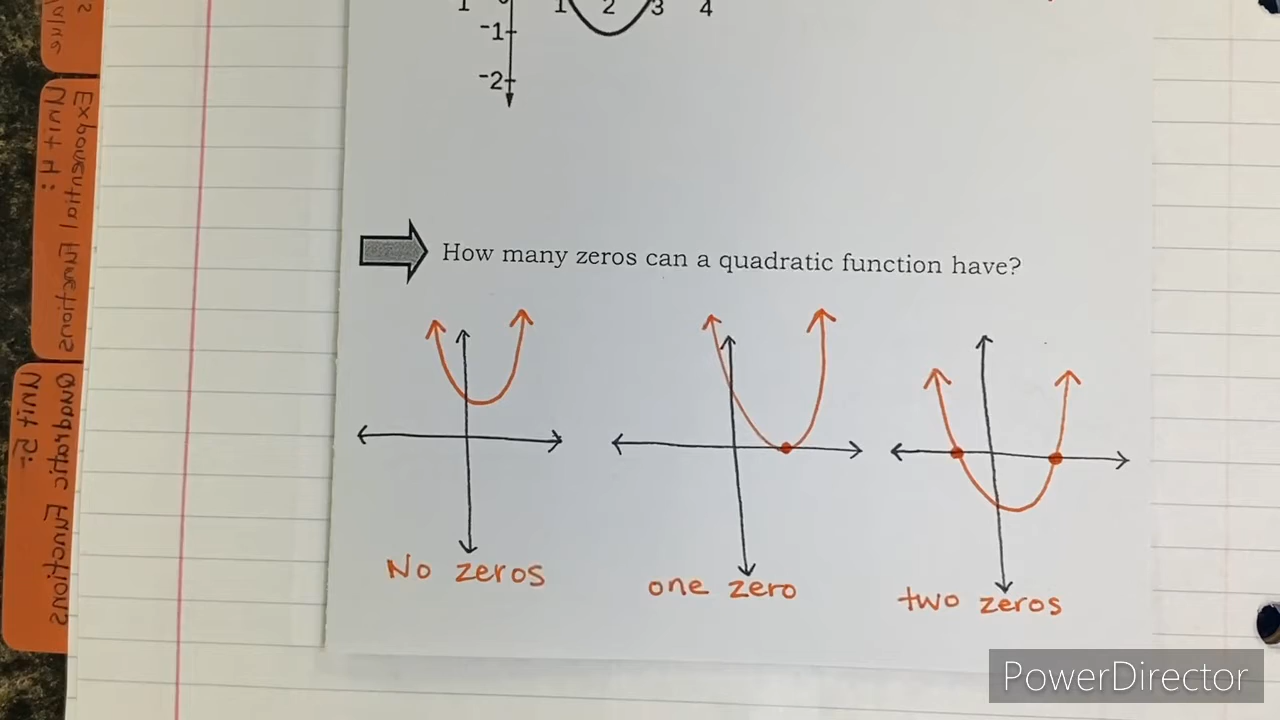 1
1 2 3 4
-1
-2
How many zeros can a quadratic function have?
No zeros
one zero
two zeros
Unit 4:
Exponential Functions
Unit 5:
Quadratic Functions
PowerDirector